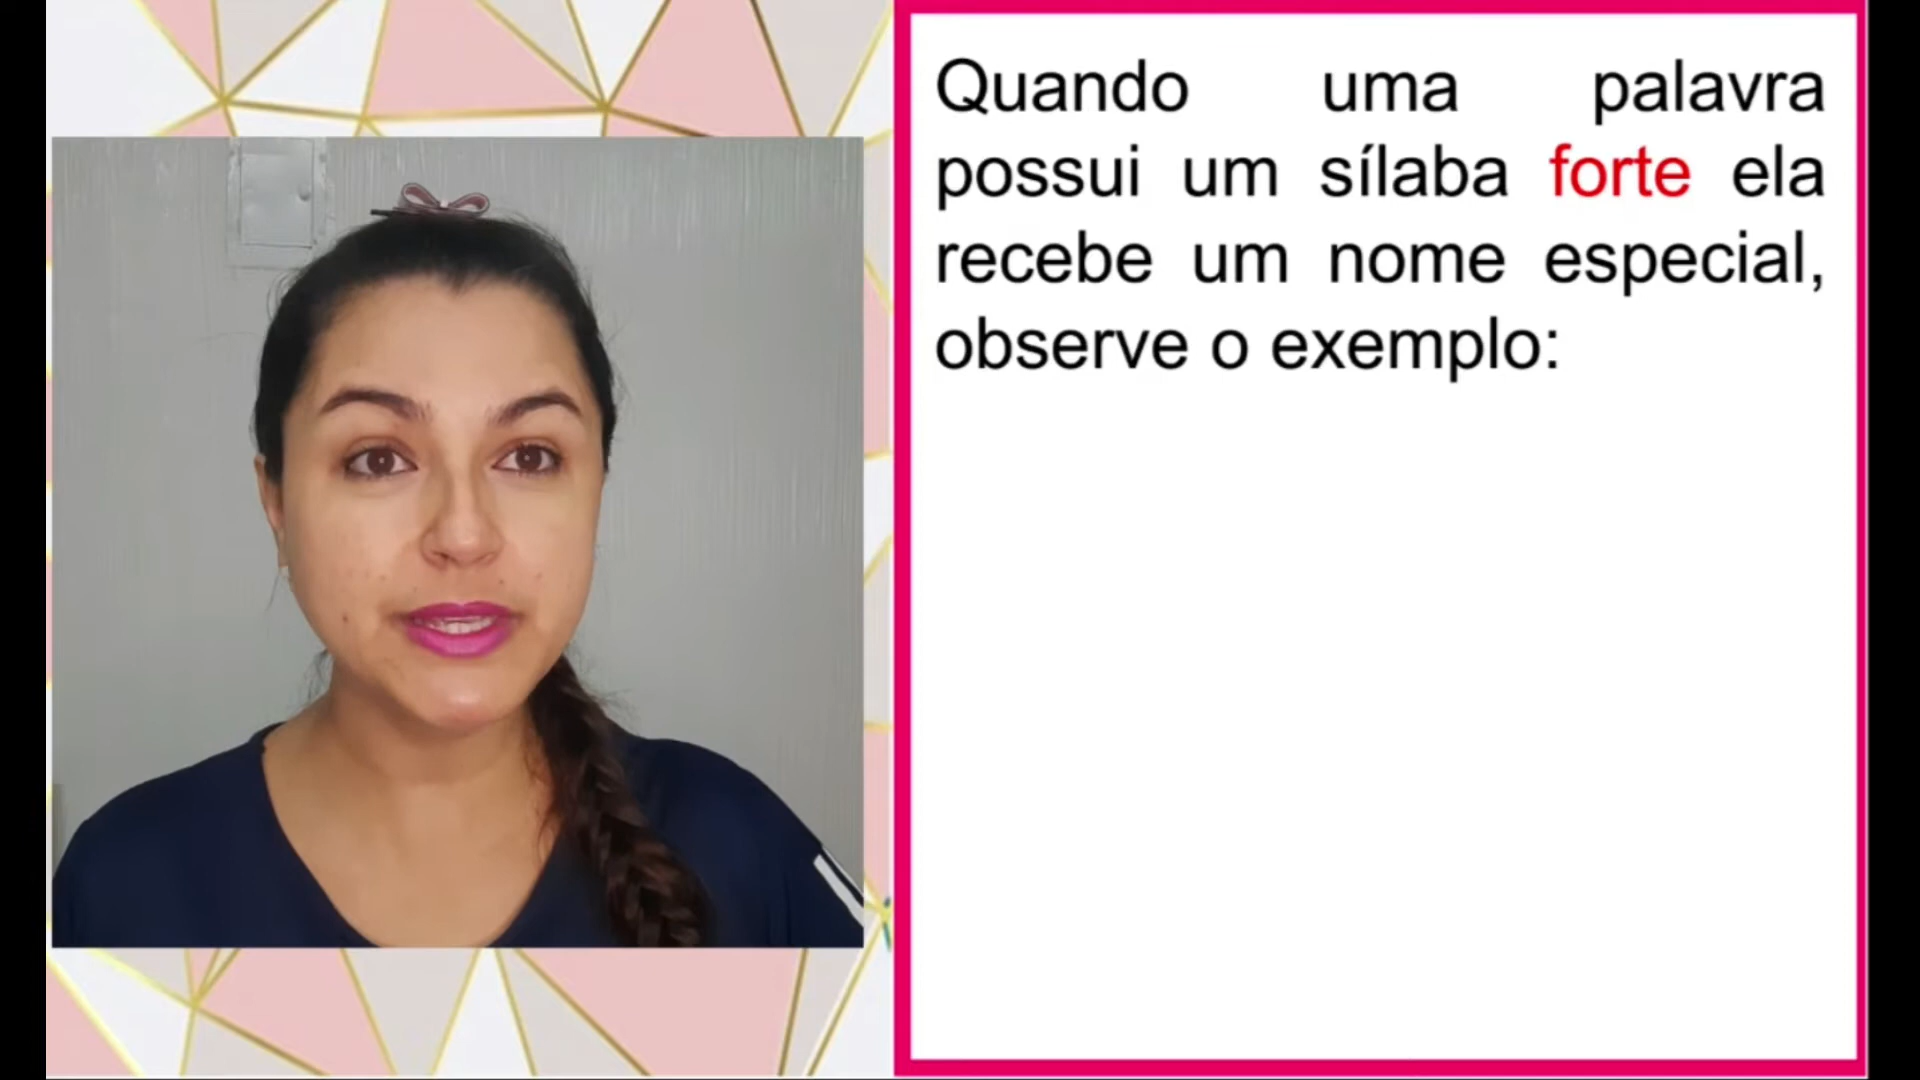 Quando uma palavra
possui um sílaba forte ela
recebe um nome especial,
observe o exemplo: